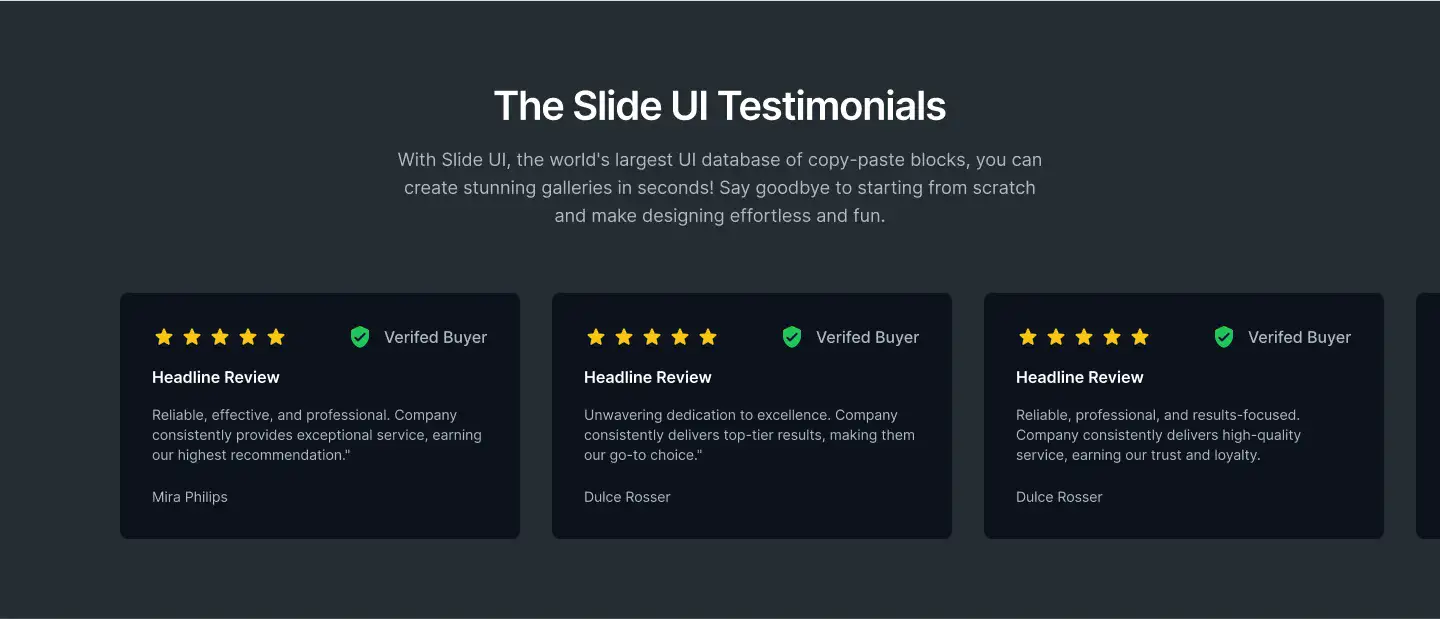 The Slide UI Testimonials
With Slide UI, the world's largest UI database of copy-paste blocks, you can
create stunning galleries in seconds! Say goodbye to starting from scratch
and make designing effortless and fun.
Verifed Buyer
Headline Review
Reliable, effective, and professional. Company
consistently provides exceptional service, earning
our highest recommendation."
Mira Philips
Verifed Buyer
Headline Review
Unwavering dedication to excellence. Company
consistently delivers top-tier results, making them
our go-to choice."
Dulce Rosser
Verifed Buyer
Headline Review
Reliable, professional, and results-focused.
Company consistently delivers high-quality
service, earning our trust and loyalty.
Dulce Rosser